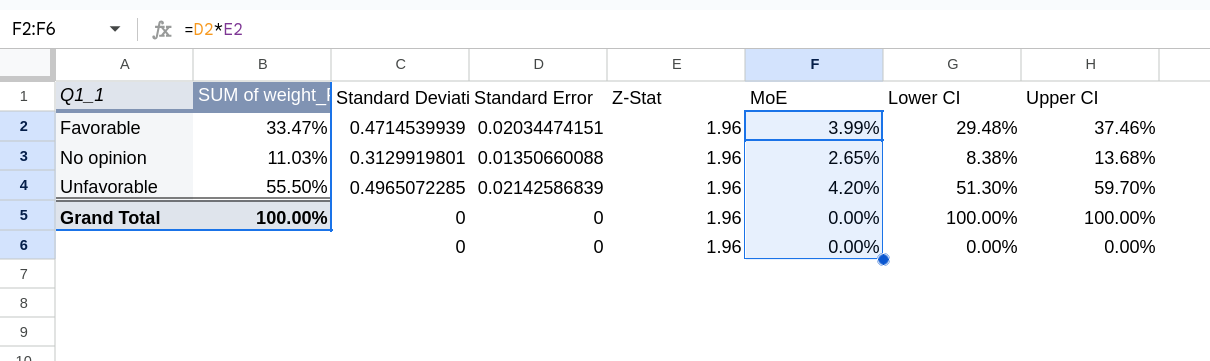 F2:F6 fx =D2*E2
A B C D E F G H
1 Q1_1 SUM of weight_ Standard Deviati Standard Error Z-Stat MoE Lower CI Upper CI
2 Favorable 33.47% 0.4714539939 0.02034474151 1.96 3.99% 29.48% 37.46%
3 No opinion 11.03% 0.3129919801 0.01350660088 1.96 2.65% 8.38% 13.68%
4 Unfavorable 55.50% 0.4965072285 0.02142586839 1.96 4.20% 51.30% 59.70%
5 Grand Total 100.00% 0 0 1.96 0.00% 100.00% 100.00%
6 0 0 1.96 0.00% 0.00% 0.00%
7
8
9
10